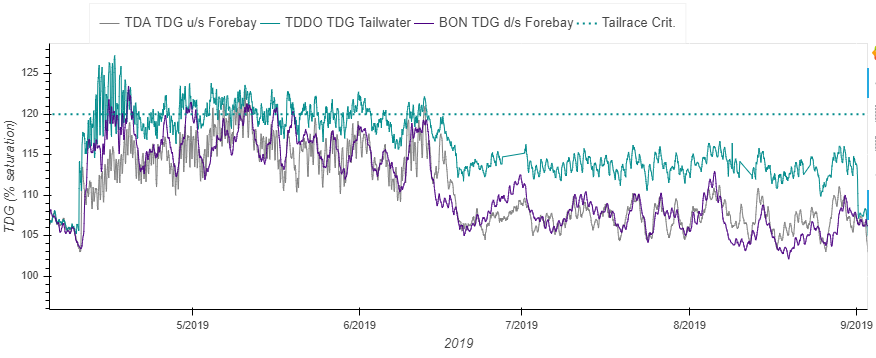 TDA TDG u/s Forebay TDDO TDG Tailwater BON TDG d/s Forebay Tailrace Crit.
125
120
115
110
105
100
TDG (% saturation)
5/2019 6/2019 7/2019 8/2019 9/2019
2019